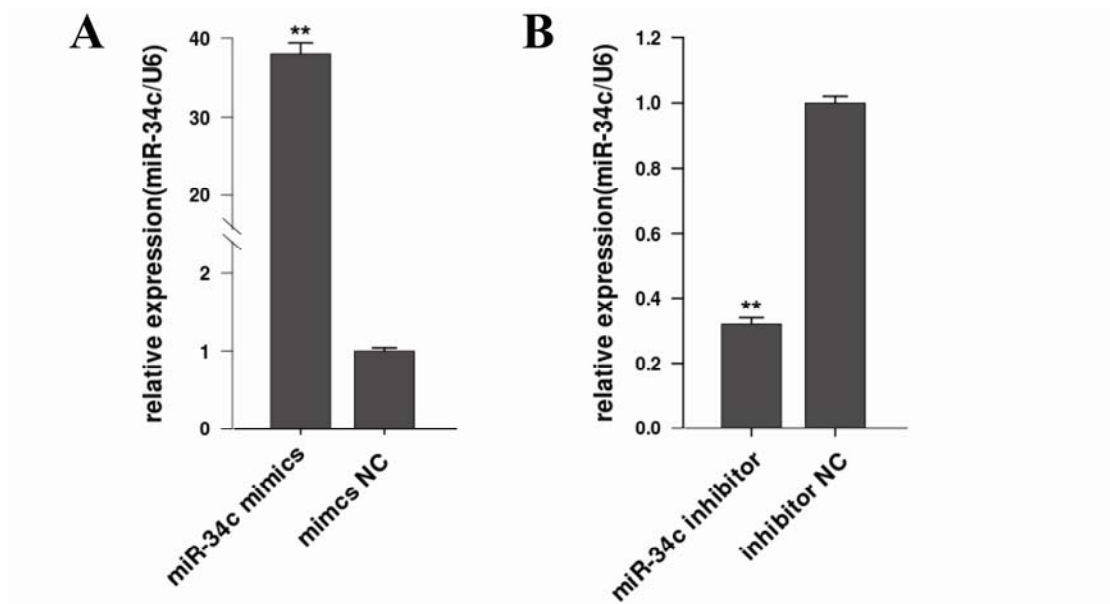 A
relative expression(miR-34c/U6)
40
30
20
2
1
0
**
miR-34c mimics
mimcs NC
B
relative expression(miR-34c/U6)
1.2
1.0
0.8
0.6
0.4
0.2
0.0
**
miR-34c inhibitor
inhibitor NC